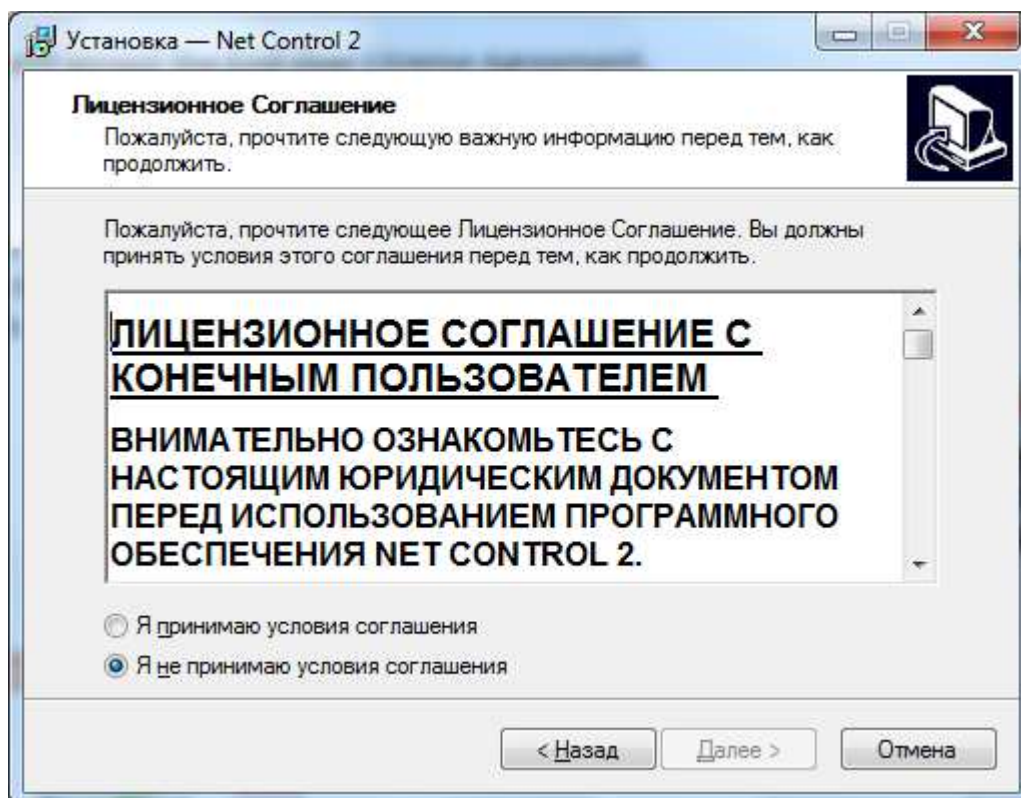 Установка — Net Control 2
Лицензионное Соглашение
Пожалуйста, прочтите следующую важную информацию перед тем, как
продолжить.
Пожалуйста, прочтите следующее Лицензионное Соглашение. Вы должны
принять условия этого соглашения перед тем, как продолжить.
ЛИЦЕНЗИОННОЕ СОГЛАШЕНИЕ С
КОНЕЧНЫМ ПОЛЬЗОВАТЕЛЕМ
ВНИМАТЕЛЬНО ОЗНАКОМЬТЕСЬ С
НАСТОЯЩИМ ЮРИДИЧЕСКИМ ДОКУМЕНТОМ
ПЕРЕД ИСПОЛЬЗОВАНИЕМ ПРОГРАММНОГО
ОБЕСПЕЧЕНИЯ NET CONTROL 2.
Я принимаю условия соглашения
Я не принимаю условия соглашения
< Назад Далее > Отмена